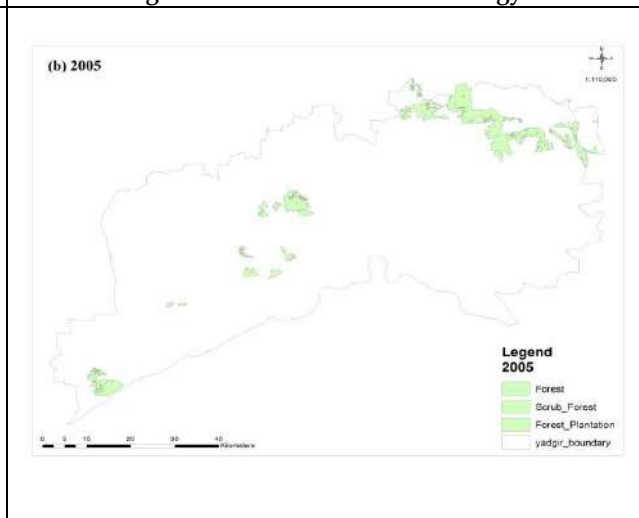 (b) 2005
N
1:110,000
Legend
2005
Forest
Scrub_Forest
Forest_Plantation
yadgir_boundary
0 5 10 20 30 40
Kilometers